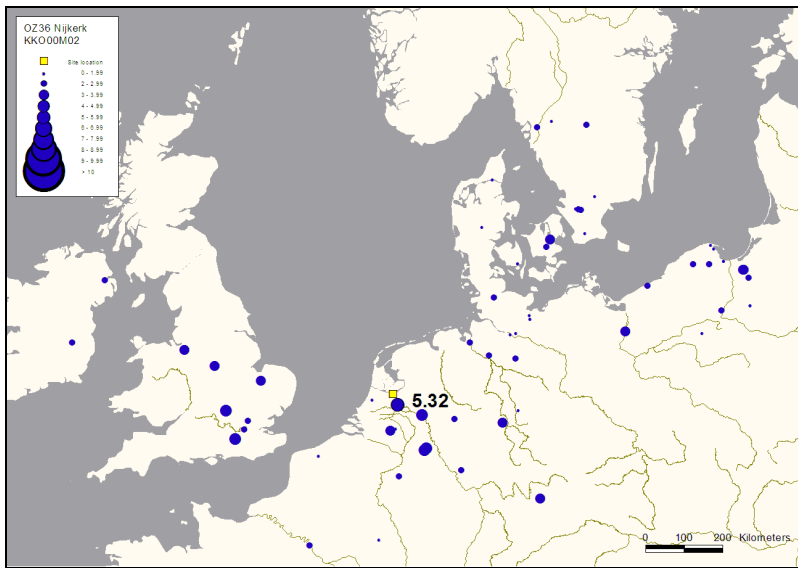 OZ36 Nijkerk
KKO00M02
Site location
0 - 1.99
2 - 2.99
3 - 3.99
4 - 4.99
5 - 5.99
6 - 6.99
7 - 7.99
8 - 8.99
9 - 9.99
> 10
5.32
0 100 200 Kilometers